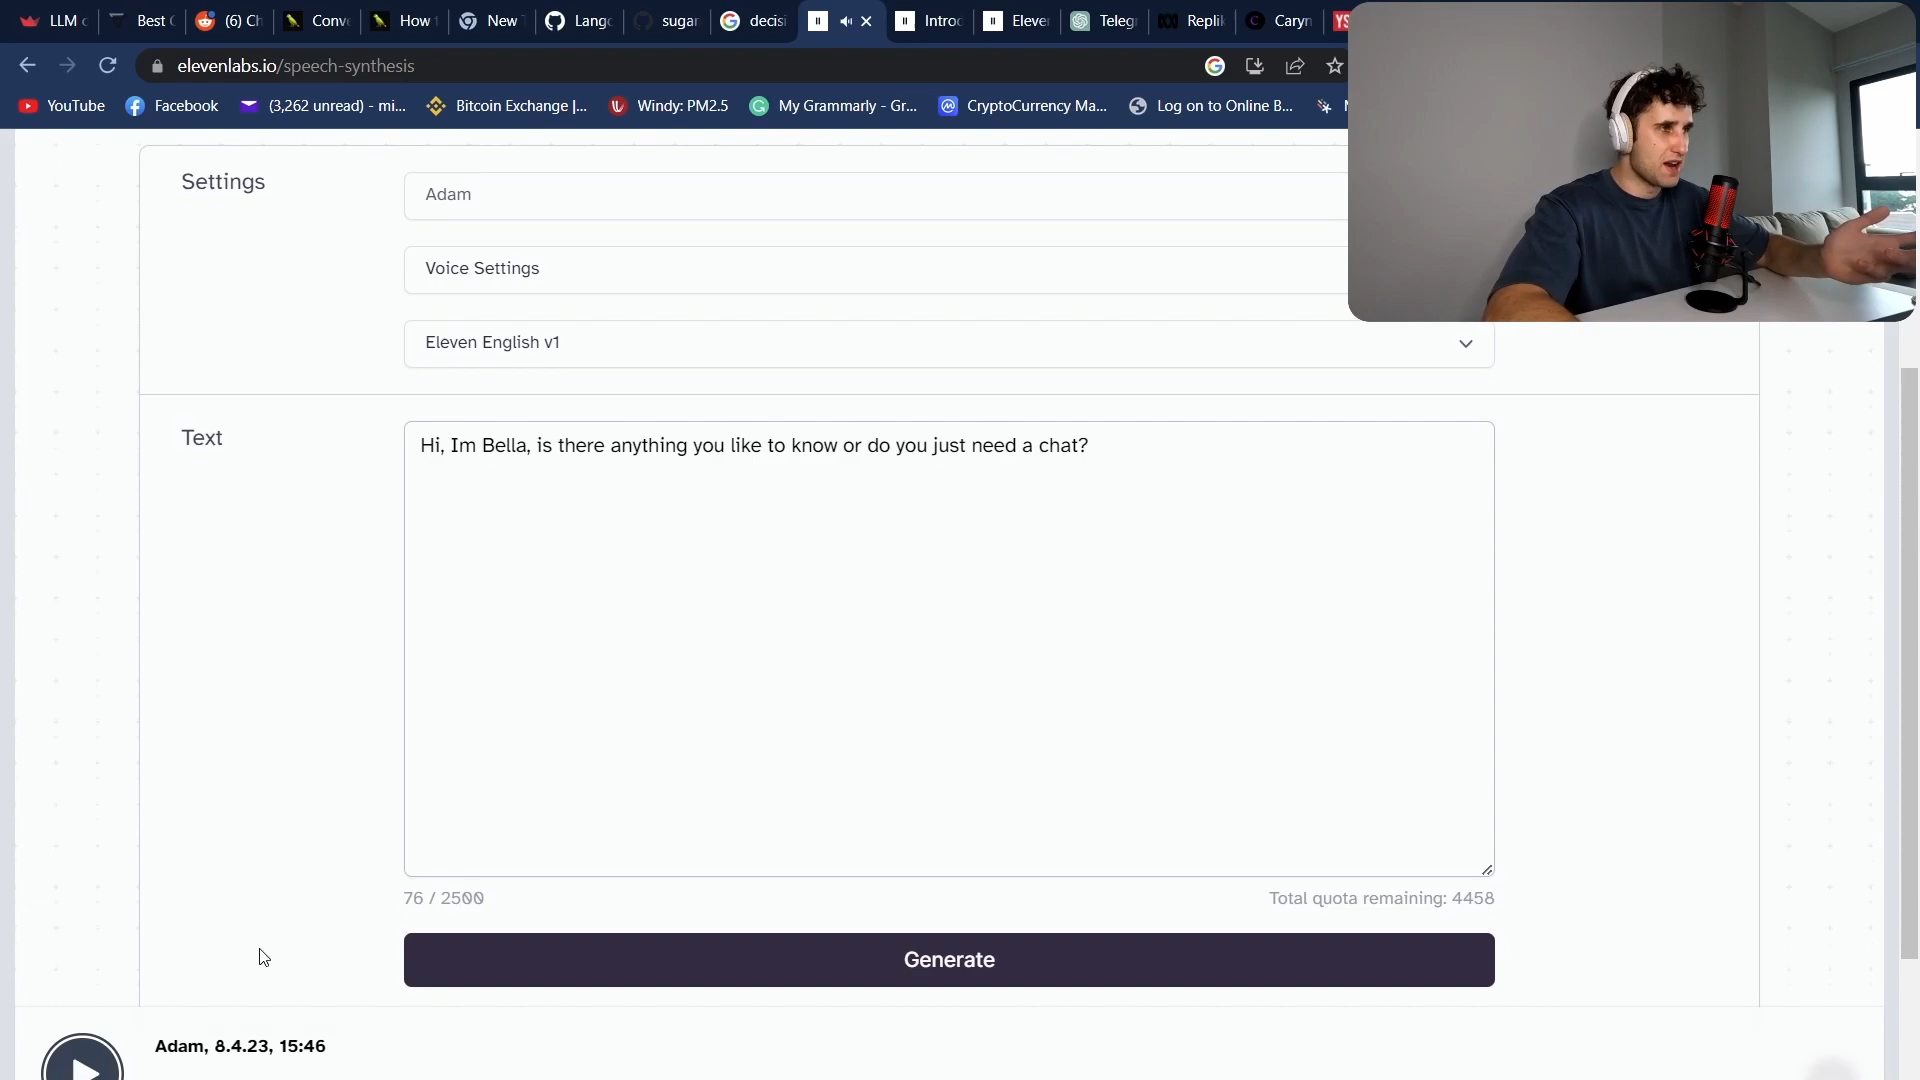 LLM
Best
(6) Ch
Conv
How
New
Lang
sugar
decisi
Introd
Eleve
Teleg
Replik
Caryn
YS
elevenlabs.io/speech-synthesis
YouTube
Facebook
(3,262 unread) - mi...
Bitcoin Exchange |...
Windy: PM2.5
My Grammarly - Gr...
CryptoCurrency Ma...
Log on to Online B...
Settings
Adam
Voice Settings
Eleven English v1
Text
Hi, Im Bella, is there anything you like to know or do you just need a chat?
76 / 2500
Total quota remaining: 4458
Generate
Adam, 8.4.23, 15:46